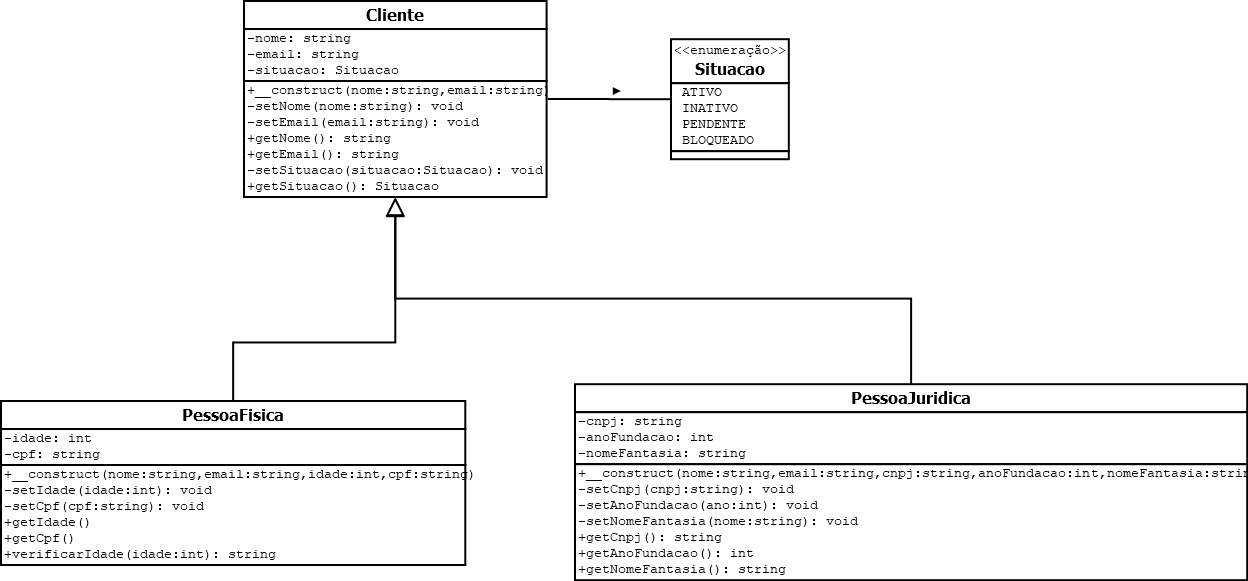 Cliente
-nome: string
-email: string
-situacao: Situacao
+__construct(nome:string,email:string)
-setNome(nome:string): void
-setEmail(email:string): void
+getNome(): string
+getEmail(): string
-setSituacao(situacao:Situacao): void
+getSituacao(): Situacao
<<enumeração>>
Situacao
ATIVO
INATIVO
PENDENTE
BLOQUEADO
PessoaFisica
-idade: int
-cpf: string
+__construct(nome:string,email:string,idade:int,cpf:string)
-setIdade(idade:int): void
-setCpf(cpf:string): void
+getIdade()
+getCpf()
+verificarIdade(idade:int): string
PessoaJuridica
-cnpj: string
-anoFundacao: int
-nomeFantasia: string
+__construct(nome:string,email:string,cnpj:string,anoFundacao:int,nomeFantasia:strin
-setCnpj(cnpj:string): void
-setAnoFundacao(ano:int): void
-setNomeFantasia(nome:string): void
+getCnpj(): string
+getAnoFundacao(): int
+getNomeFantasia(): string